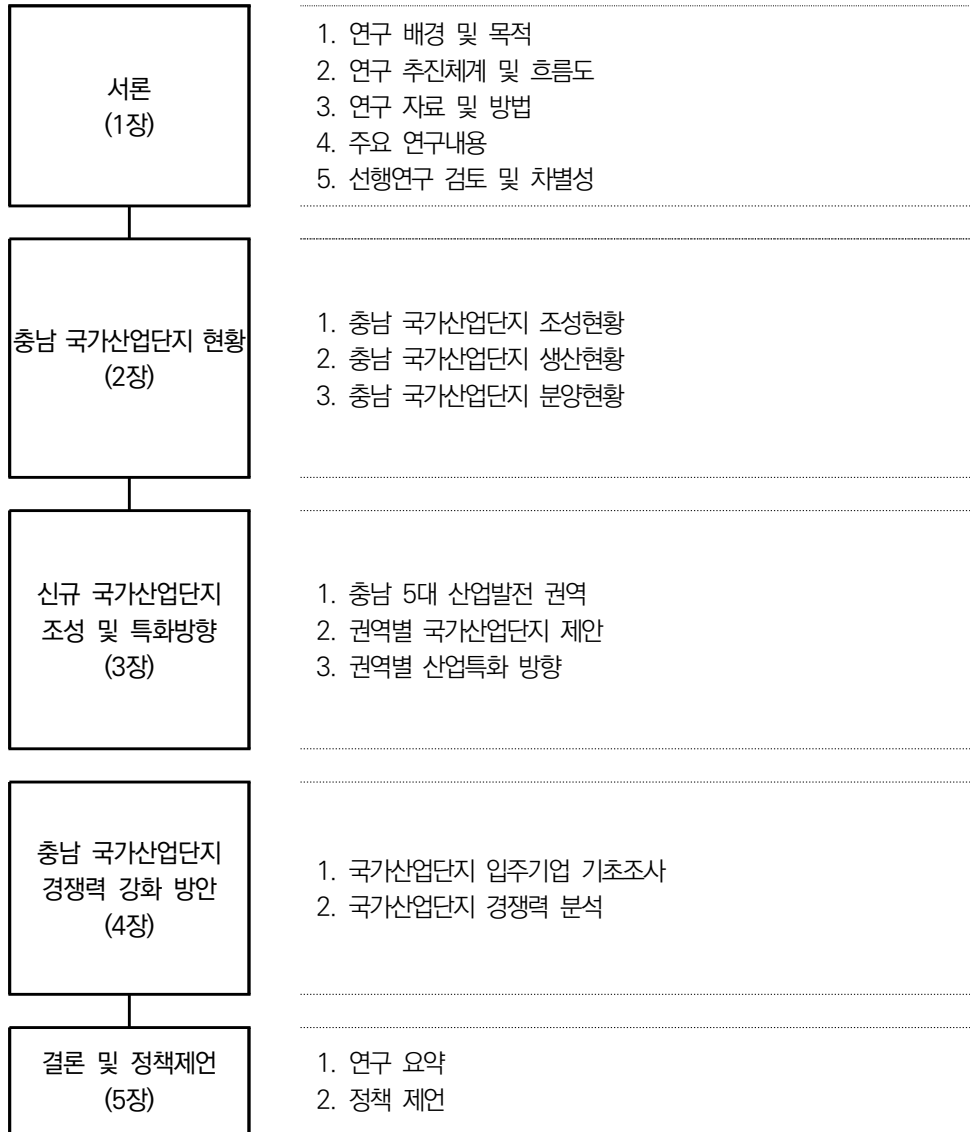 서론
(1장)
1. 연구 배경 및 목적
2. 연구 추진체계 및 흐름도
3. 연구 자료 및 방법
4. 주요 연구내용
5. 선행연구 검토 및 차별성
충남 국가산업단지 현황
(2장)
1. 충남 국가산업단지 조성현황
2. 충남 국가산업단지 생산현황
3. 충남 국가산업단지 분양현황
신규 국가산업단지
조성 및 특화방향
(3장)
1. 충남 5대 산업발전 권역
2. 권역별 국가산업단지 제안
3. 권역별 산업특화 방향
충남 국가산업단지
경쟁력 강화 방안
(4장)
1. 국가산업단지 입주기업 기초조사
2. 국가산업단지 경쟁력 분석
결론 및 정책제언
(5장)
1. 연구 요약
2. 정책 제언